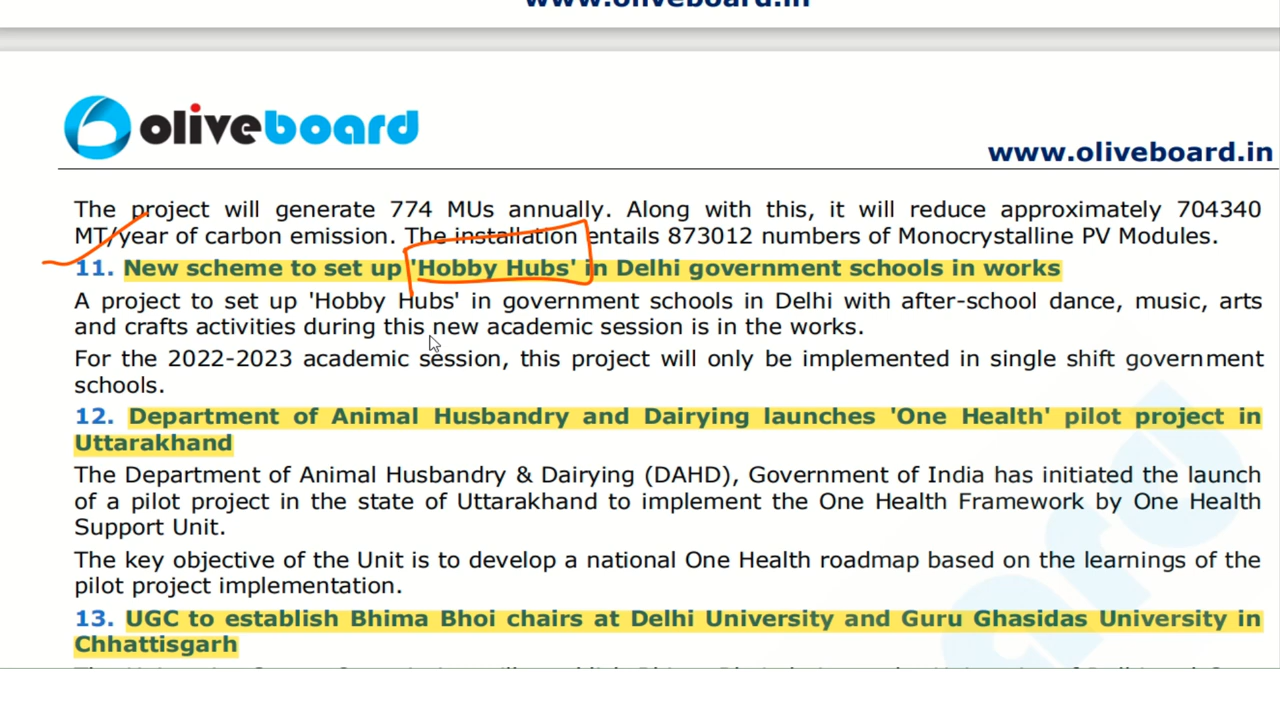 www.oliveboard.in
oliveboard
www.oliveboard.in
The project will generate 774 MUs annually. Along with this, it will reduce approximately 704340
MT/year of carbon emission. The installation entails 873012 numbers of Monocrystalline PV Modules.
11. New scheme to set up 'Hobby Hubs' in Delhi government schools in works
A project to set up 'Hobby Hubs' in government schools in Delhi with after-school dance, music, arts
and crafts activities during this new academic session is in the works.
For the 2022-2023 academic session, this project will only be implemented in single shift government
schools.
12. Department of Animal Husbandry and Dairying launches 'One Health' pilot project in
Uttarakhand
The Department of Animal Husbandry & Dairying (DAHD), Government of India has initiated the launch
of a pilot project in the state of Uttarakhand to implement the One Health Framework by One Health
Support Unit.
The key objective of the Unit is to develop a national One Health roadmap based on the learnings of the
pilot project implementation.
13. UGC to establish Bhima Bhoi chairs at Delhi University and Guru Ghasidas University in
Chhattisgarh